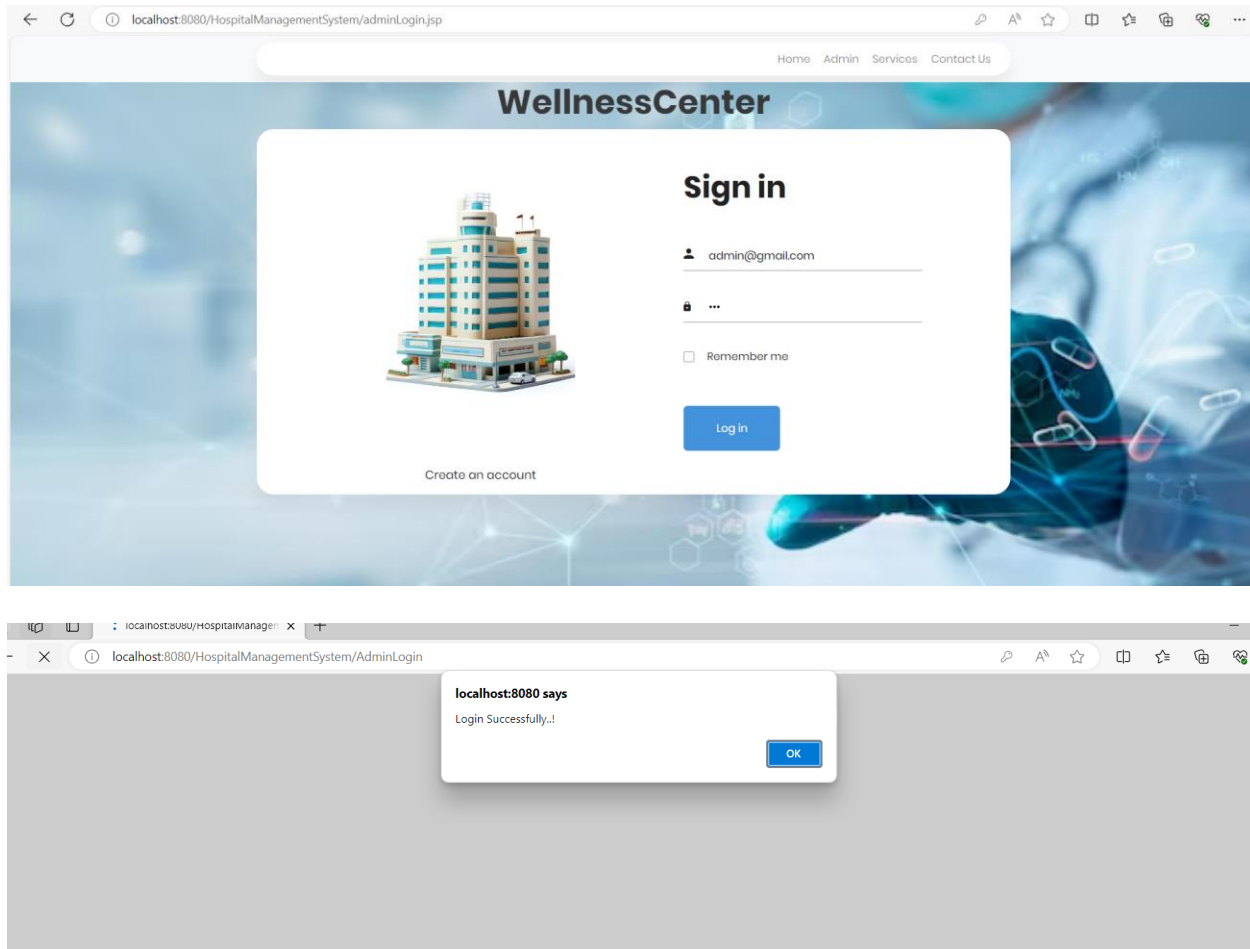 localhost:8080/HospitalManagementSystem/adminLogin.jsp
Home Admin Services Contact Us
WellnessCenter
Sign in
admin@gmail.com
•••
Remember me
Log in
Create an account
localhost:8080/HospitalManagen
localhost:8080/HospitalManagementSystem/AdminLogin
localhost:8080 says
Login Successfully..!
OK